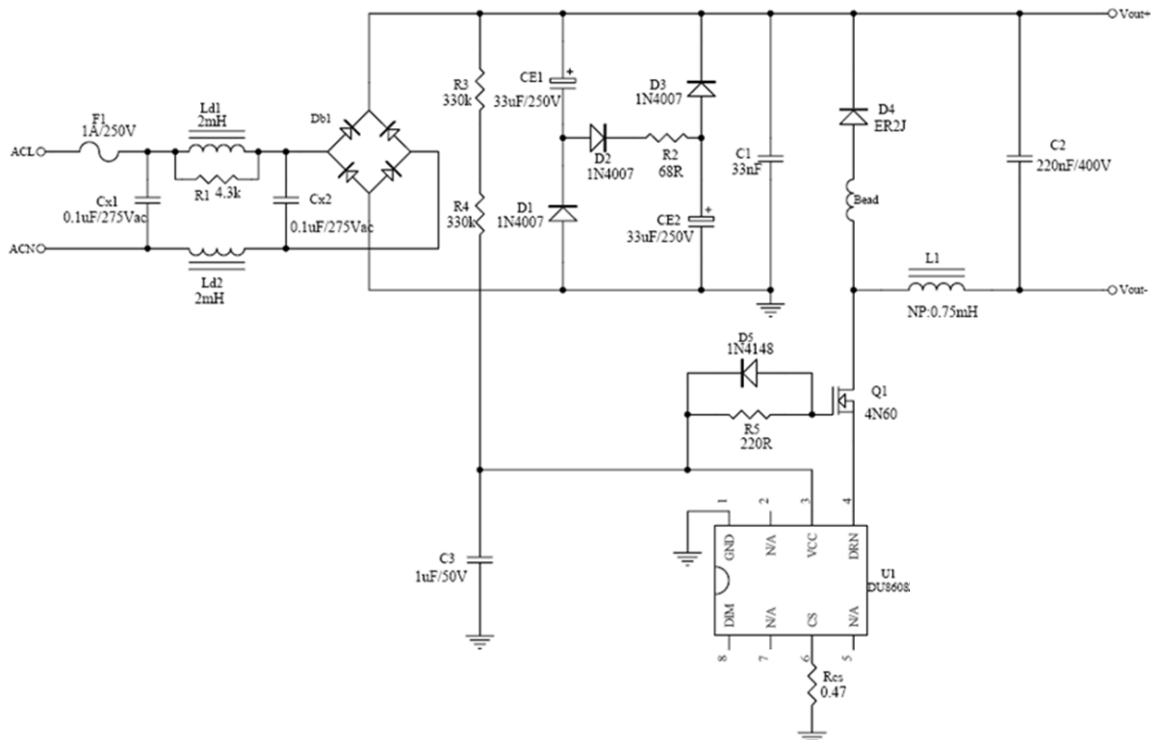 Vout+
R3
330k
CE1
+
33uF/250V
D3
1N4007
D4
ER2J
F1
1A/250V
Ld1
2mH
Db1
ACL
R1 4.3k
D2
1N4007
R2
68R
C1
33nF
C2
220nF/400V
Cx1
0.1uF/275Vac
Cx2
0.1uF/275Vac
R4
330k
D1
1N4007
CE2
+
33uF/250V
Bead
ACN
Ld2
2mH
L1
NP:0.75mH
Vout-
D5
1N4148
R5
220R
Q1
4N60
C3
1uF/50V
1
2
3
4
GND
N/A
VCC
DRN
U1
DU8608
DIM
N/A
CS
N/A
8
7
6
5
Rcs
0.47